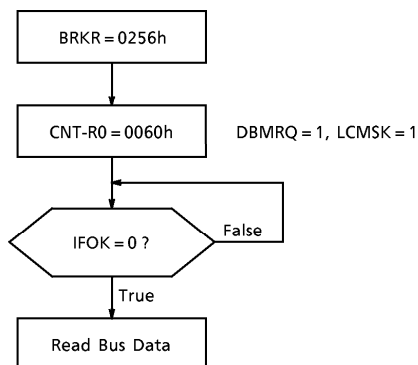 BRKR = 0256h
CNT-R0 = 0060h DBMRQ = 1, LCMSK = 1
IFOK = 0 ?
False
True
Read Bus Data